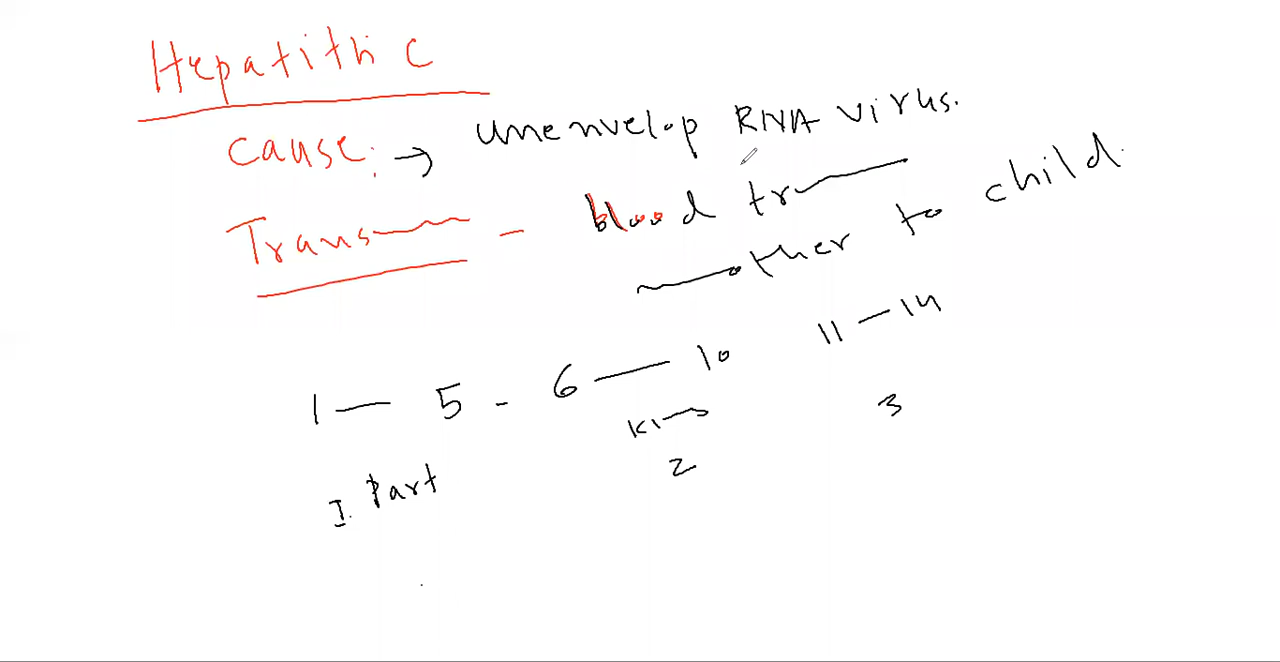 Hepatitis C
Cause: → unenvelop RNA virus.
Trans - blood tr
other to child.
1 — 5 - 6 — 10 11 — 14
2 3
I. Part